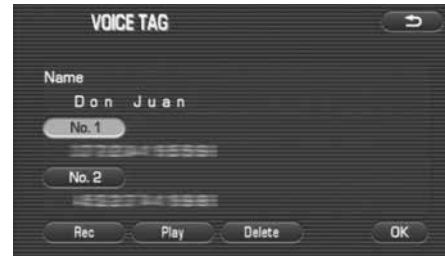 VOICE TAG
Name
Don Juan
No. 1
No. 2
Rec Play Delete OK